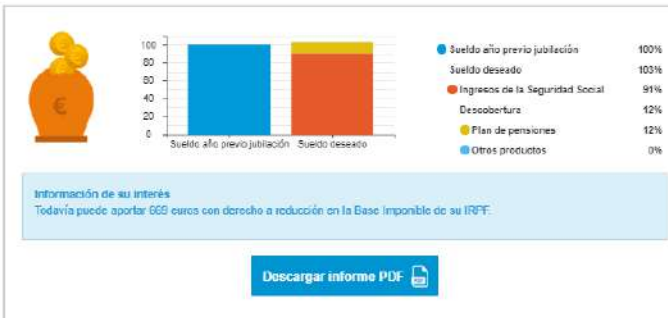 100
80
60
40
20
0
Sueldo año previo jubilación Sueldo deseado
Sueldo año previo jubilación 100%
Sueldo deseado 103%
Ingresos de la Seguridad Social 91%
Descobertura 12%
Plan de pensiones 12%
Otros productos 0%
Información de su interés
Todavía puede aportar 669 euros con derecho a reducción en la Base Imponible de su IRPF.
Descargar informe PDF